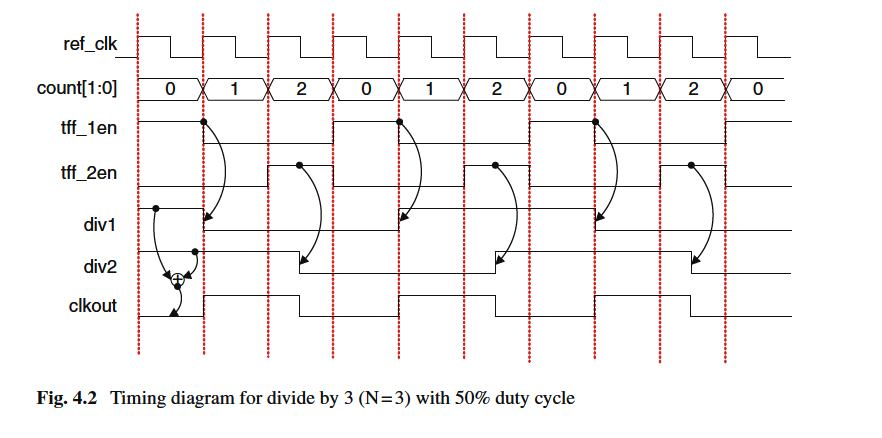 ref_clk
count[1:0] 0 1 2 0 1 2 0 1 2 0
tff_1en
tff_2en
div1
div2
+
clkout
Fig. 4.2 Timing diagram for divide by 3 (N=3) with 50% duty cycle